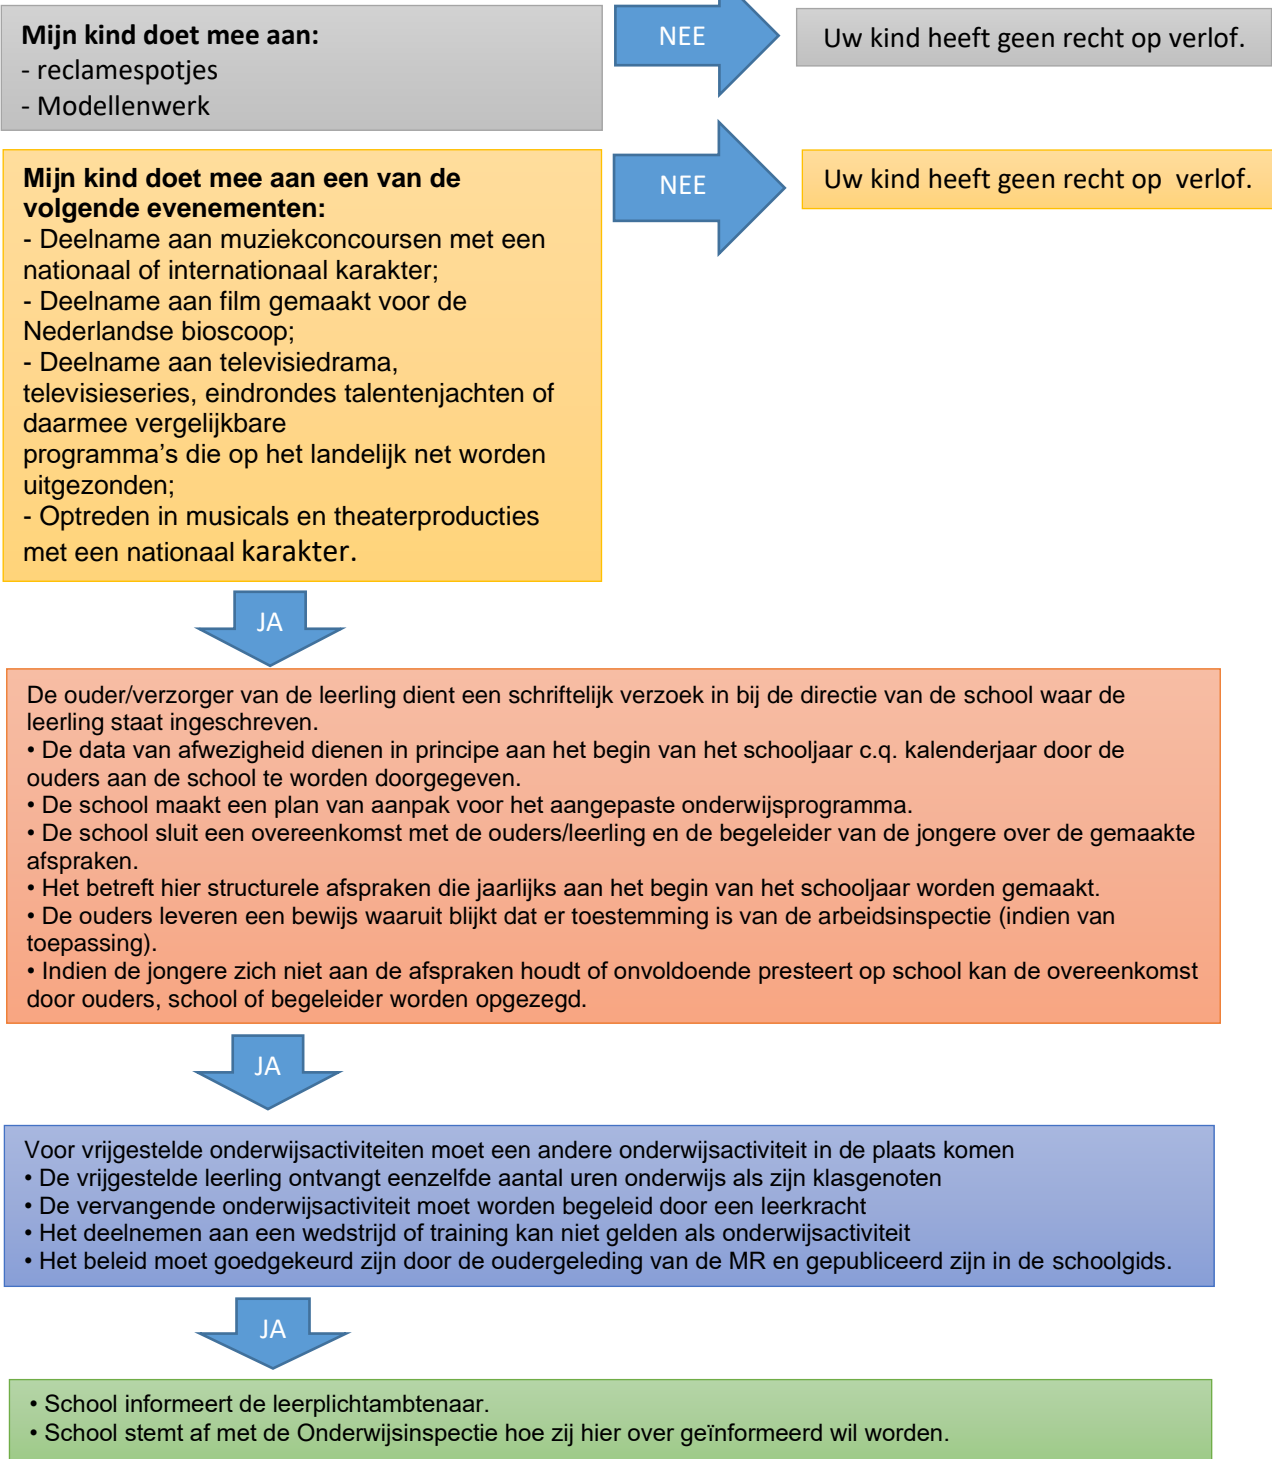 Mijn kind doet mee aan:
- reclamespotjes
- Modellenwerk
NEE
Uw kind heeft geen recht op verlof.
Mijn kind doet mee aan een van de
volgende evenementen:
- Deelname aan muziekconcoursen met een
nationaal of internationaal karakter;
- Deelname aan film gemaakt voor de
Nederlandse bioscoop;
- Deelname aan televisiedrama,
televisieseries, eindrondes talentenjachten of
daarmee vergelijkbare
programma's die op het landelijk net worden
uitgezonden;
- Optreden in musicals en theaterproducties
met een nationaal karakter.
NEE
Uw kind heeft geen recht op verlof.
JA
De ouder/verzorger van de leerling dient een schriftelijk verzoek in bij de directie van de school waar de
leerling staat ingeschreven.
• De data van afwezigheid dienen in principe aan het begin van het schooljaar c.q. kalenderjaar door de
ouders aan de school te worden doorgegeven.
• De school maakt een plan van aanpak voor het aangepaste onderwijsprogramma.
• De school sluit een overeenkomst met de ouders/leerling en de begeleider van de jongere over de gemaakte
afspraken.
• Het betreft hier structurele afspraken die jaarlijks aan het begin van het schooljaar worden gemaakt.
• De ouders leveren een bewijs waaruit blijkt dat er toestemming is van de arbeidsinspectie (indien van
toepassing).
• Indien de jongere zich niet aan de afspraken houdt of onvoldoende presteert op school kan de overeenkomst
door ouders, school of begeleider worden opgezegd.
JA
Voor vrijgestelde onderwijsactiviteiten moet een andere onderwijsactiviteit in de plaats komen
• De vrijgestelde leerling ontvangt eenzelfde aantal uren onderwijs als zijn klasgenoten
• De vervangende onderwijsactiviteit moet worden begeleid door een leerkracht
• Het deelnemen aan een wedstrijd of training kan niet gelden als onderwijsactiviteit
• Het beleid moet goedgekeurd zijn door de oudergeleding van de MR en gepubliceerd zijn in de schoolgids.
JA
• School informeert de leerplichtambtenaar.
• School stemt af met de Onderwijsinspectie hoe zij hier over geïnformeerd wil worden.